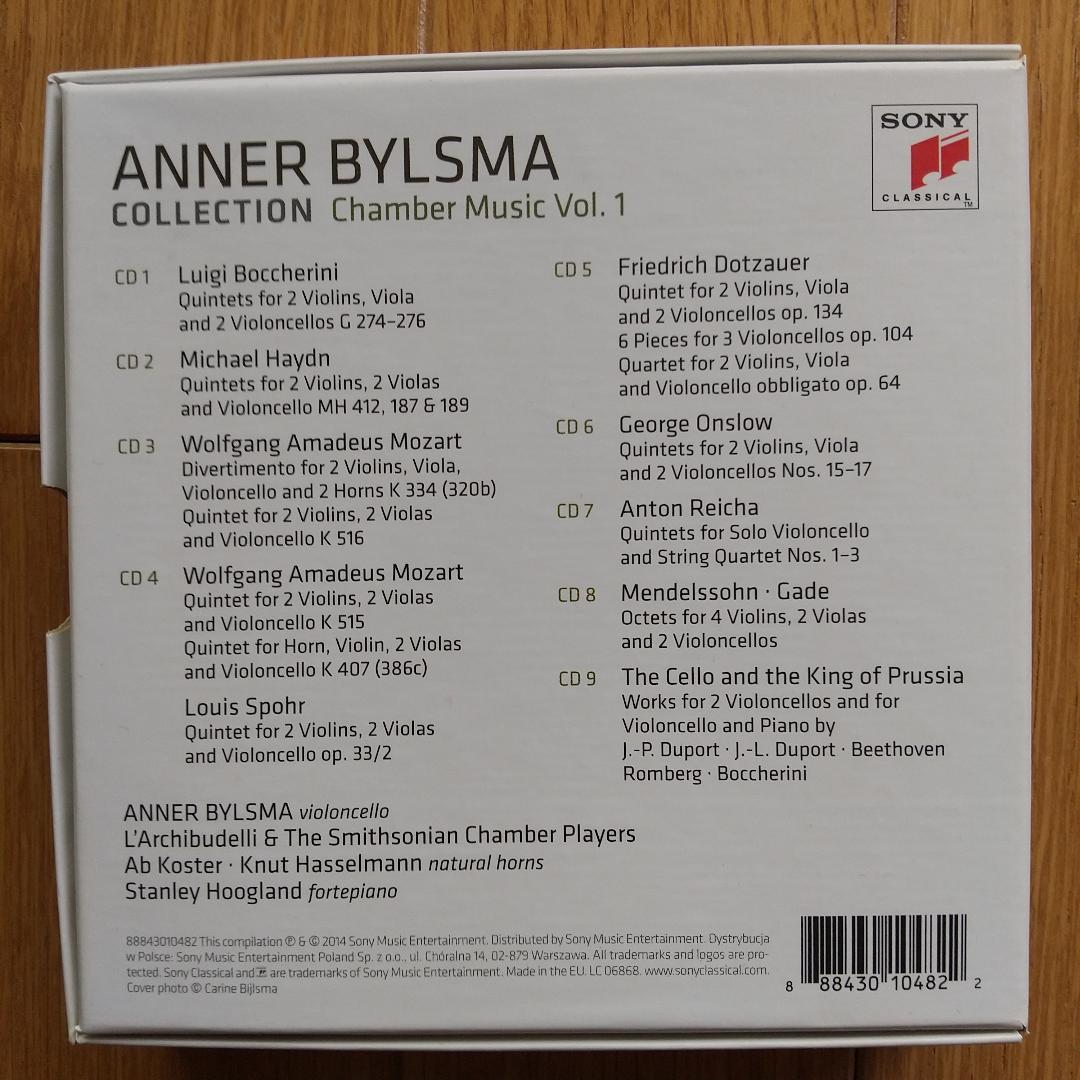 ANNER BYLSMA
COLLECTION Chamber Music Vol. 1
SONY
CLASSICAL
TM
CD 1 Luigi Boccherini
Quintets for 2 Violins, Viola
and 2 Violoncellos G 274–276
CD 2 Michael Haydn
Quintets for 2 Violins, 2 Violas
and Violoncello MH 412, 187 & 189
CD 3 Wolfgang Amadeus Mozart
Divertimento for 2 Violins, Viola,
Violoncello and 2 Horns K 334 (320b)
Quintet for 2 Violins, 2 Violas
and Violoncello K 516
CD 4 Wolfgang Amadeus Mozart
Quintet for 2 Violins, 2 Violas
and Violoncello K 515
Quintet for Horn, Violin, 2 Violas
and Violoncello K 407 (386c)
Louis Spohr
Quintet for 2 Violins, 2 Violas
and Violoncello op. 33/2
CD 5 Friedrich Dotzauer
Quintet for 2 Violins, Viola
and 2 Violoncellos op. 134
6 Pieces for 3 Violoncellos op. 104
Quartet for 2 Violins, Viola
and Violoncello obbligato op. 64
CD 6 George Onslow
Quintets for 2 Violins, Viola
and 2 Violoncellos Nos. 15–17
CD 7 Anton Reicha
Quintets for Solo Violoncello
and String Quartet Nos. 1–3
CD 8 Mendelssohn · Gade
Octets for 4 Violins, 2 Violas
and 2 Violoncellos
CD 9 The Cello and the King of Prussia
Works for 2 Violoncellos and for
Violoncello and Piano by
J.-P. Duport · J.-L. Duport · Beethoven
Romberg · Boccherini
ANNER BYLSMA violoncello
L'Archibudelli & The Smithsonian Chamber Players
Ab Koster · Knut Hasselmann natural horns
Stanley Hoogland fortepiano
88843010482 This compilation ℗ & © 2014 Sony Music Entertainment. Distributed by Sony Music Entertainment. Dystrybucja
w Polsce: Sony Music Entertainment Poland Sp. z o.o., ul. Chóralna 14, 02-879 Warszawa. All trademarks and logos are pro-
tected. Sony Classical and are trademarks of Sony Music Entertainment. Made in the EU. LC 06868. www.sonyclassical.com.
Cover photo © Carine Bijlsma
8 88430 10482 2